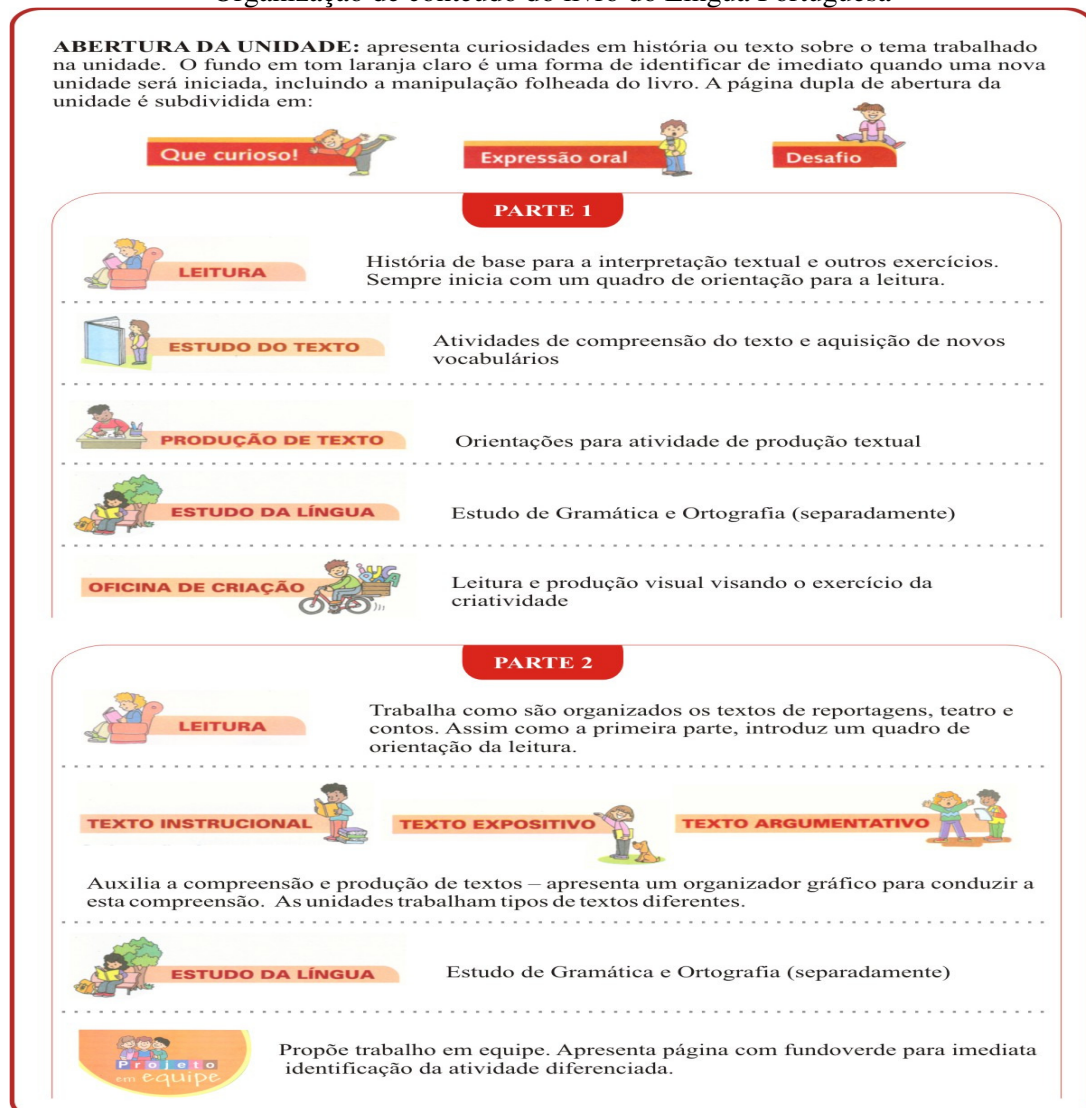 Organização de conteúdo do livro do Língua Portuguesa
ABERTURA DA UNIDADE: apresenta curiosidades em história ou texto sobre o tema trabalhado
na unidade. O fundo em tom laranja claro é uma forma de identificar de imediato quando uma nova
unidade será iniciada, incluindo a manipulação folheada do livro. A página dupla de abertura da
unidade é subdividida em:
Que curioso!
Expressão oral
Desafio
PARTE 1
LEITURA
História de base para a interpretação textual e outros exercícios.
Sempre inicia com um quadro de orientação para a leitura.
ESTUDO DO TEXTO
Atividades de compreensão do texto e aquisição de novos
vocabulários
PRODUÇÃO DE TEXTO
Orientações para atividade de produção textual
ESTUDO DA LÍNGUA
Estudo de Gramática e Ortografia (separadamente)
OFICINA DE CRIAÇÃO
Leitura e produção visual visando o exercício da
criatividade
PARTE 2
LEITURA
Trabalha como são organizados os textos de reportagens, teatro e
contos. Assim como a primeira parte, introduz um quadro de
orientação da leitura.
TEXTO INSTRUCIONAL
TEXTO EXPOSITIVO
TEXTO ARGUMENTATIVO
Auxilia a compreensão e produção de textos – apresenta um organizador gráfico para conduzir a
esta compreensão. As unidades trabalham tipos de textos diferentes.
ESTUDO DA LÍNGUA
Estudo de Gramática e Ortografia (separadamente)
Projeto
em equipe
Propõe trabalho em equipe. Apresenta página com fundoverde para imediata
identificação da atividade diferenciada.